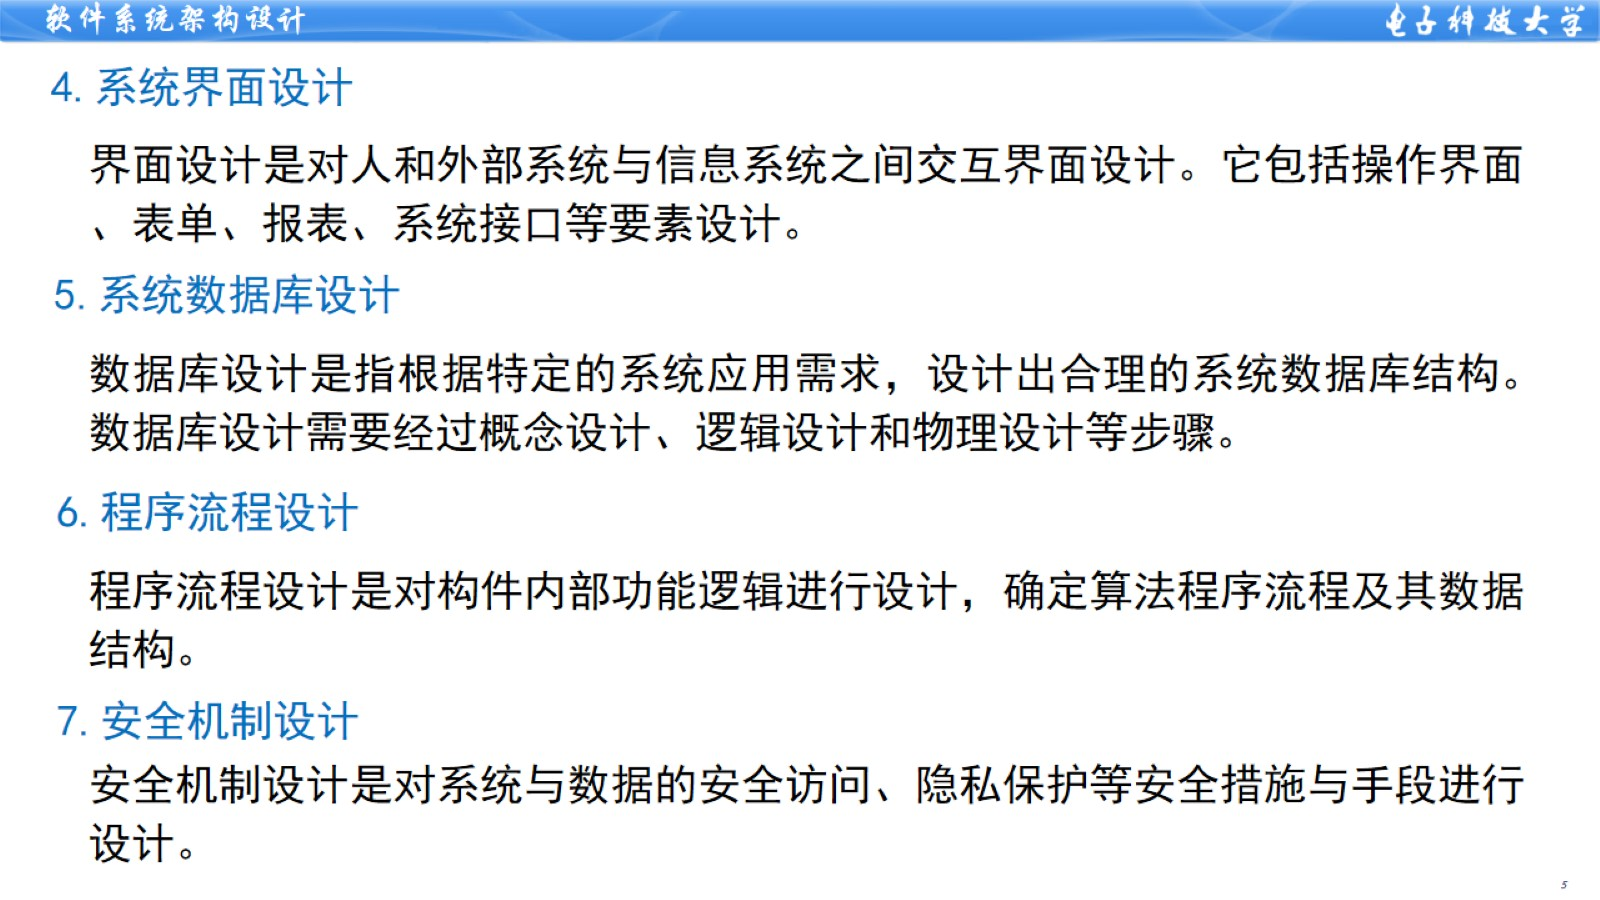 软件系统架构设计
电子科技大学
4. 系统界面设计
界面设计是对人和外部系统与信息系统之间交互界面设计。它包括操作界面
、表单、报表、系统接口等要素设计。
5. 系统数据库设计
数据库设计是指根据特定的系统应用需求，设计出合理的系统数据库结构。
数据库设计需要经过概念设计、逻辑设计和物理设计等步骤。
6. 程序流程设计
程序流程设计是对构件内部功能逻辑进行设计，确定算法程序流程及其数据
结构。
7. 安全机制设计
安全机制设计是对系统与数据的安全访问、隐私保护等安全措施与手段进行
设计。
5